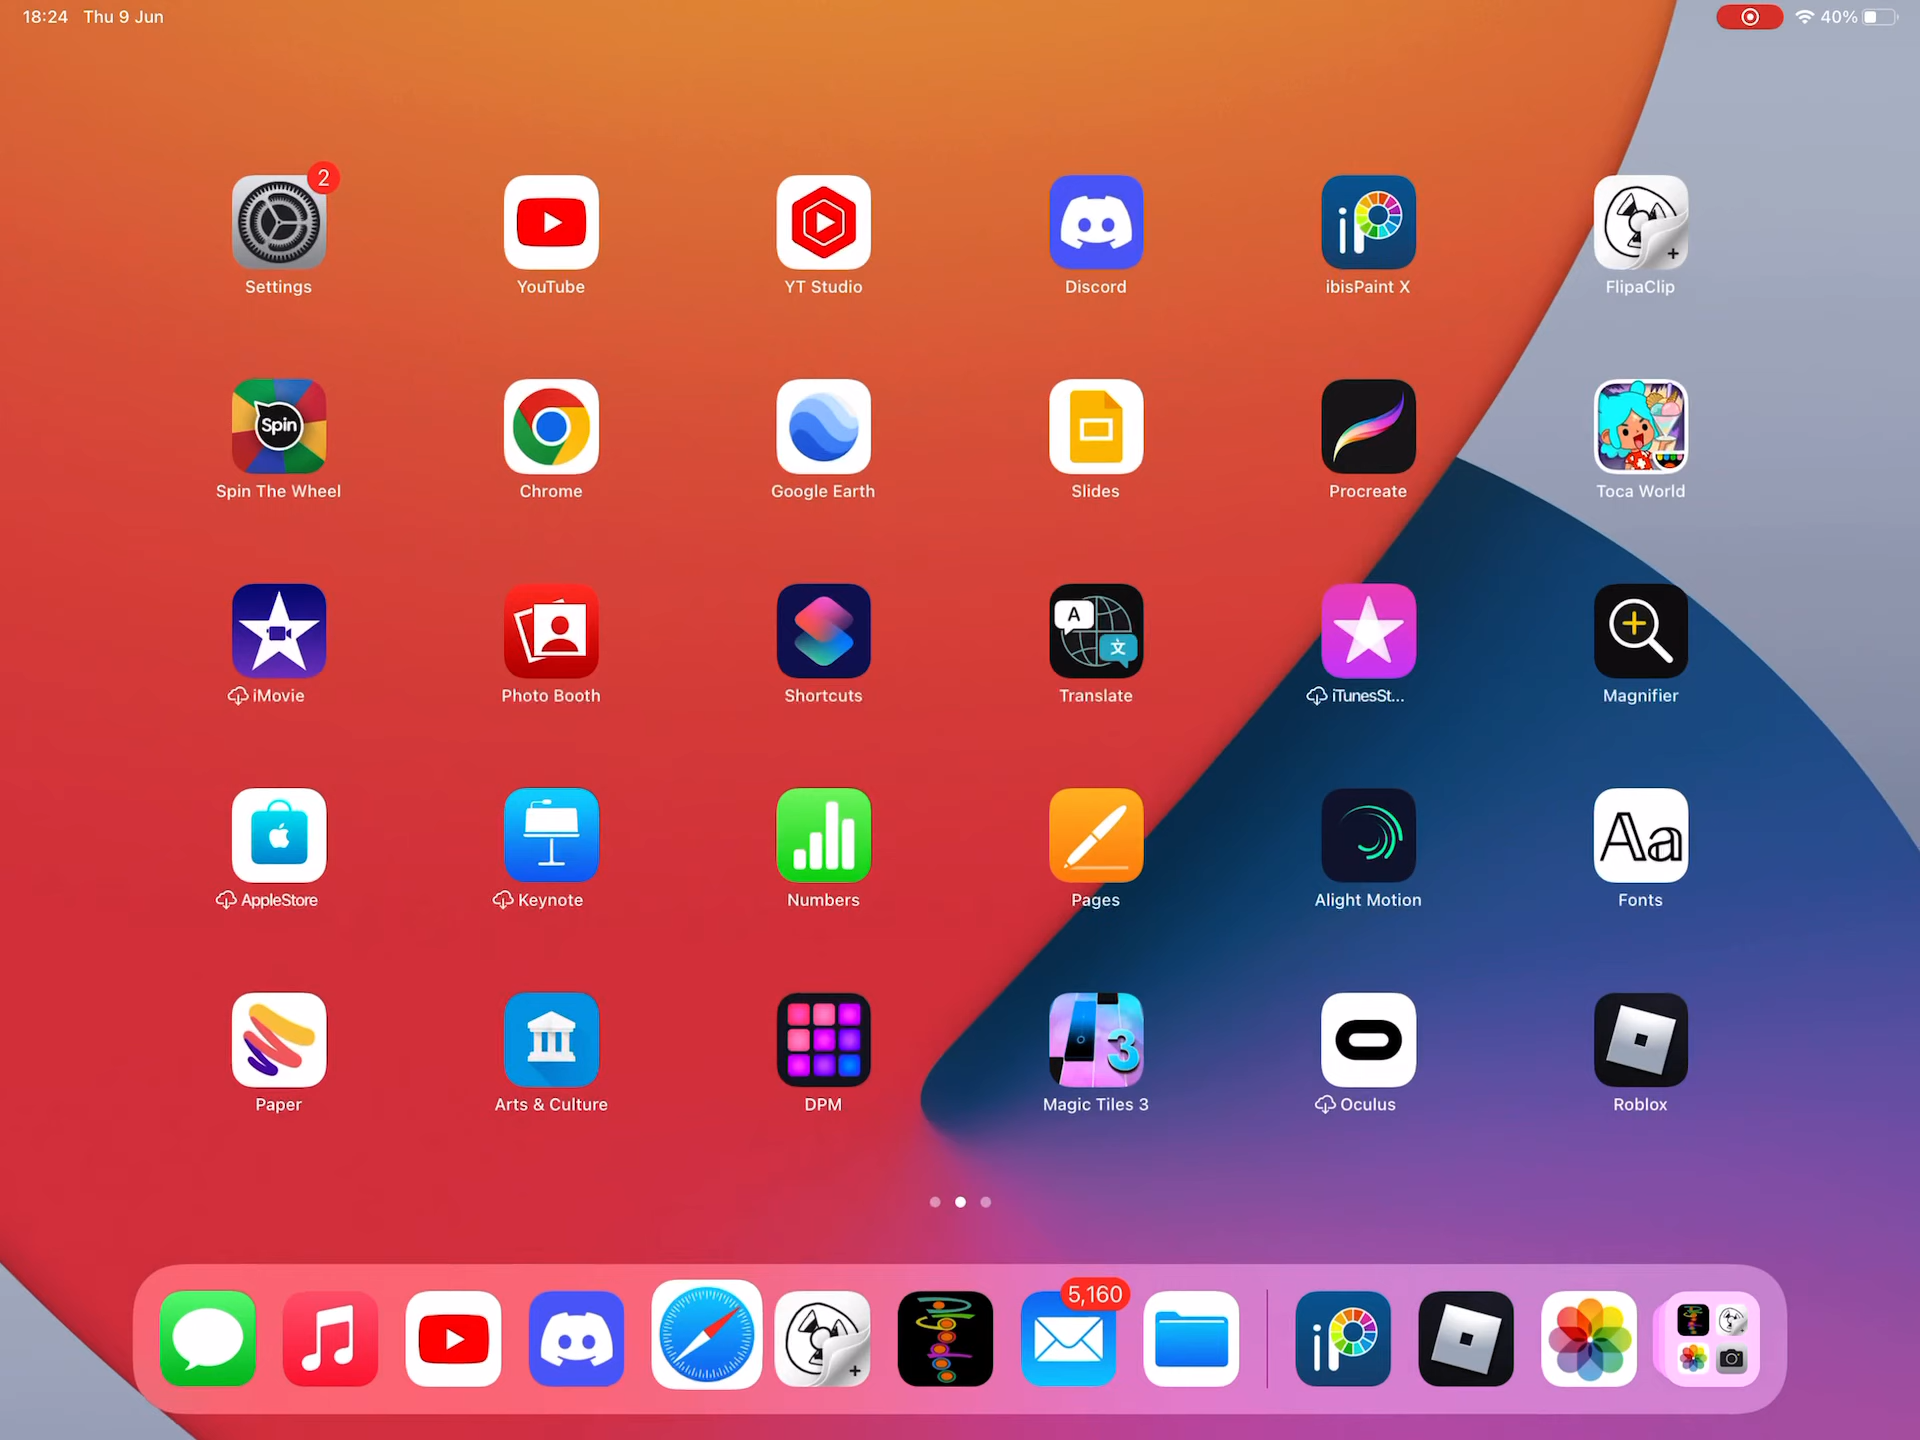 18:24 Thu 9 Jun
40%
2
Settings
YouTube
YT Studio
Discord
iP
ibisPaint X
FlipaClip
Spin
Spin The Wheel
Chrome
Google Earth
Slides
Procreate
Toca World
iMovie
Photo Booth
Shortcuts
A
文
Translate
iTunesSt...
Magnifier
AppleStore
Keynote
Numbers
Pages
Alight Motion
Aa
Fonts
Paper
Arts & Culture
DPM
3
Magic Tiles 3
Oculus
Roblox
5,160
iP